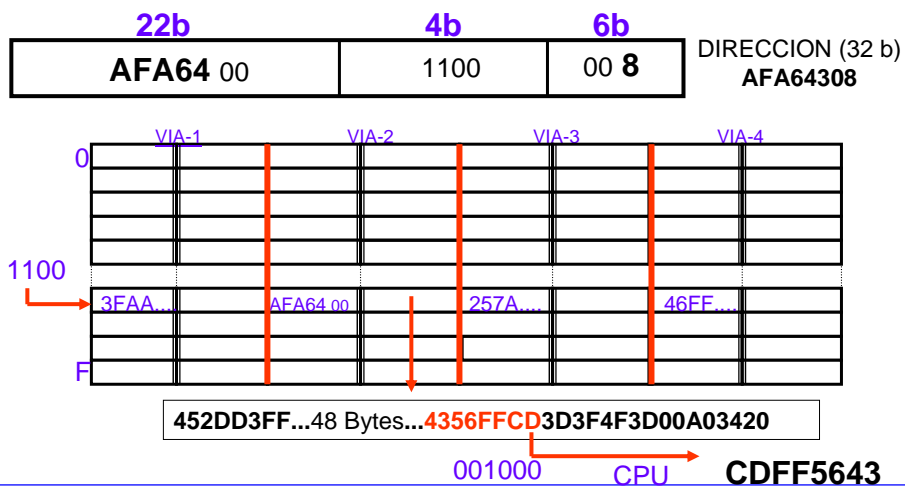 22b 4b 6b
AFA64 00 1100 00 8 DIRECCION (32 b)
AFA64308
VIA-1 VIA-2 VIA-3 VIA-4
0
1100
3FAA.... AFA64 00 257A.... 46FF....
F
452DD3FF...48 Bytes...4356FFCD3D3F4F3D00A03420
001000 CPU CDFF5643